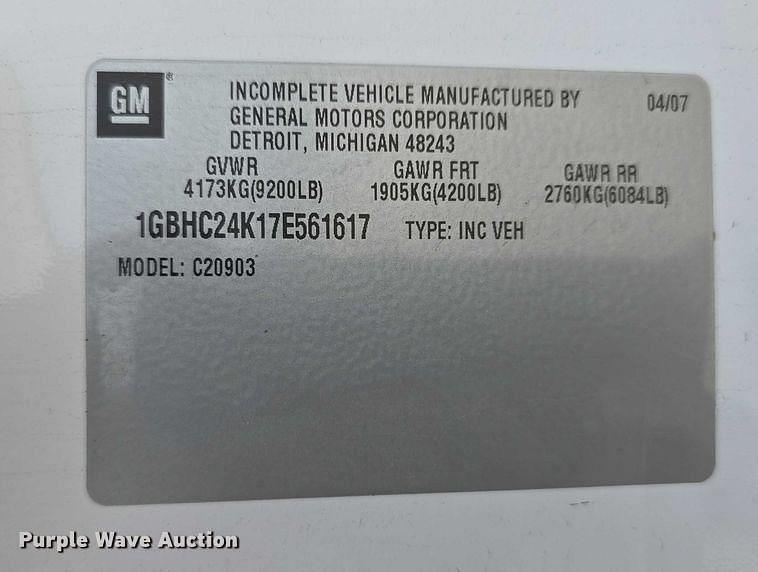 GM®
INCOMPLETE VEHICLE MANUFACTURED BY 04/07
GENERAL MOTORS CORPORATION
DETROIT, MICHIGAN 48243
GVWR GAWR FRT GAWR RR
4173KG(9200LB) 1905KG(4200LB) 2760KG(6084LB)
1GBHC24K17E561617 TYPE: INC VEH
MODEL: C20903
Purple Wave Auction